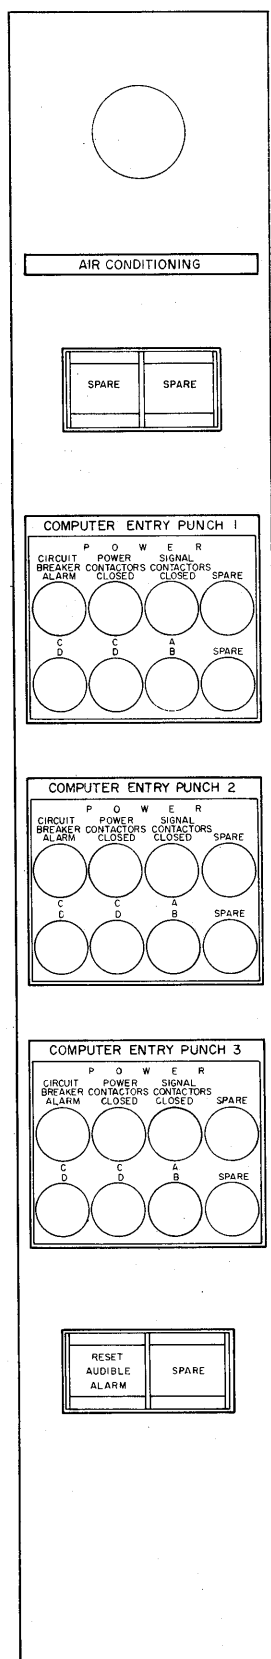 AIR CONDITIONING
SPARE SPARE
COMPUTER ENTRY PUNCH 1
P O W E R
CIRCUIT POWER SIGNAL
BREAKER CONTACTORS CONTACTORS
ALARM CLOSED CLOSED SPARE
C C A
D D B SPARE
COMPUTER ENTRY PUNCH 2
P O W E R
CIRCUIT POWER SIGNAL
BREAKER CONTACTORS CONTACTORS
ALARM CLOSED CLOSED SPARE
C C A
D D B SPARE
COMPUTER ENTRY PUNCH 3
P O W E R
CIRCUIT POWER SIGNAL
BREAKER CONTACTORS CONTACTORS
ALARM CLOSED CLOSED SPARE
C C A
D D B SPARE
RESET
AUDIBLE SPARE
ALARM